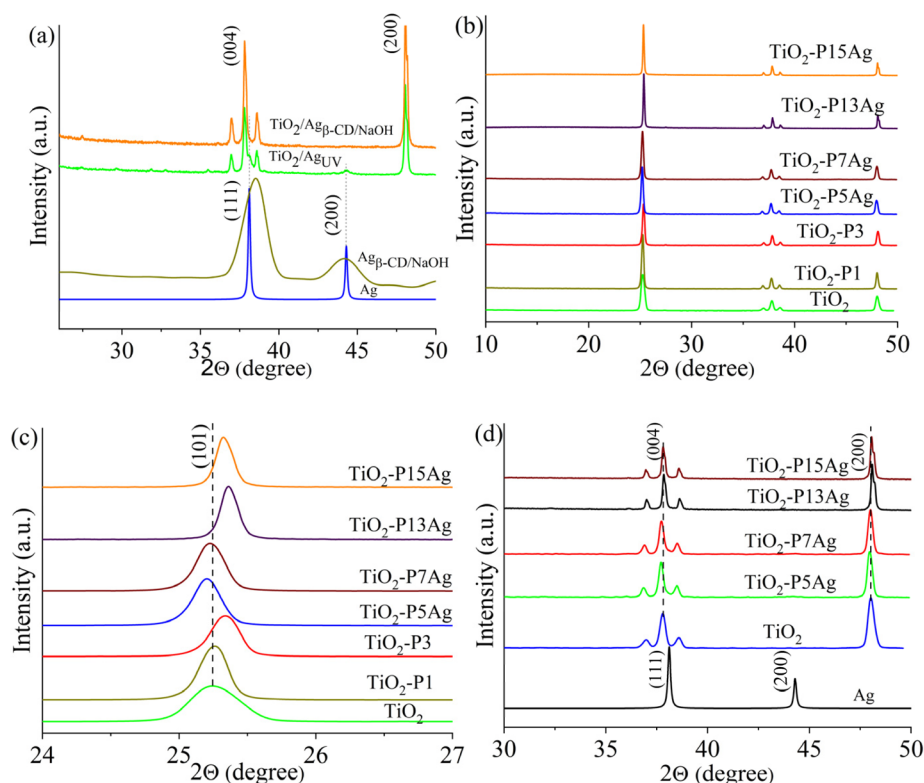 (a)
(004)
(200)
TiO₂/Ag β-CD/NaOH
TiO₂/Ag UV
(111)
(200)
Ag β-CD/NaOH
Ag
Intensity (a.u.)
30 35 40 45 50
2Θ (degree)
(b)
TiO₂-P15Ag
TiO₂-P13Ag
TiO₂-P7Ag
TiO₂-P5Ag
TiO₂-P3
TiO₂-P1
TiO₂
Intensity (a.u.)
10 20 30 40 50
2Θ (degree)
(c)
(101)
TiO₂-P15Ag
TiO₂-P13Ag
TiO₂-P7Ag
TiO₂-P5Ag
TiO₂-P3
TiO₂-P1
TiO₂
Intensity (a.u.)
24 25 26 27
2Θ (degree)
(d)
(004)
(200)
TiO₂-P15Ag
TiO₂-P13Ag
TiO₂-P7Ag
TiO₂-P5Ag
TiO₂
(111)
(200)
Ag
Intensity (a.u.)
30 35 40 45 50
2Θ (degree)